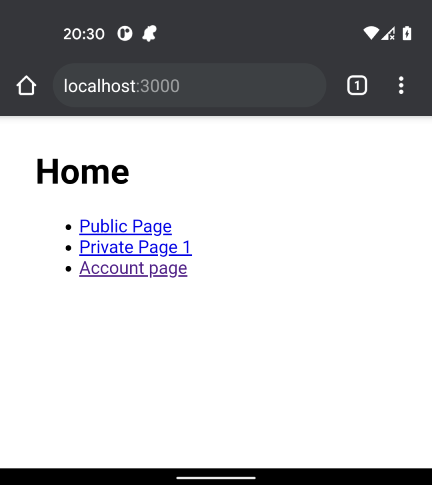 20:30
localhost:3000
1
Home
Public Page
Private Page 1
Account page